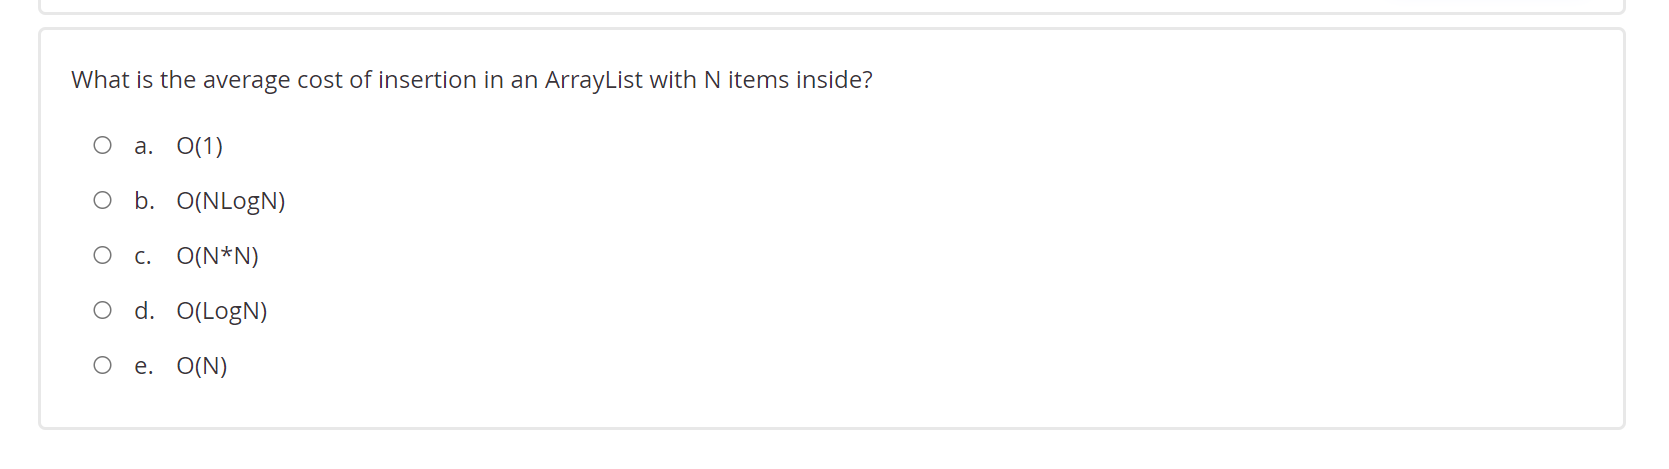 What is the average cost of insertion in an ArrayList with N items inside?
a. O(1)
b. O(NLogN)
c. O(N*N)
d. O(LogN)
e. O(N)